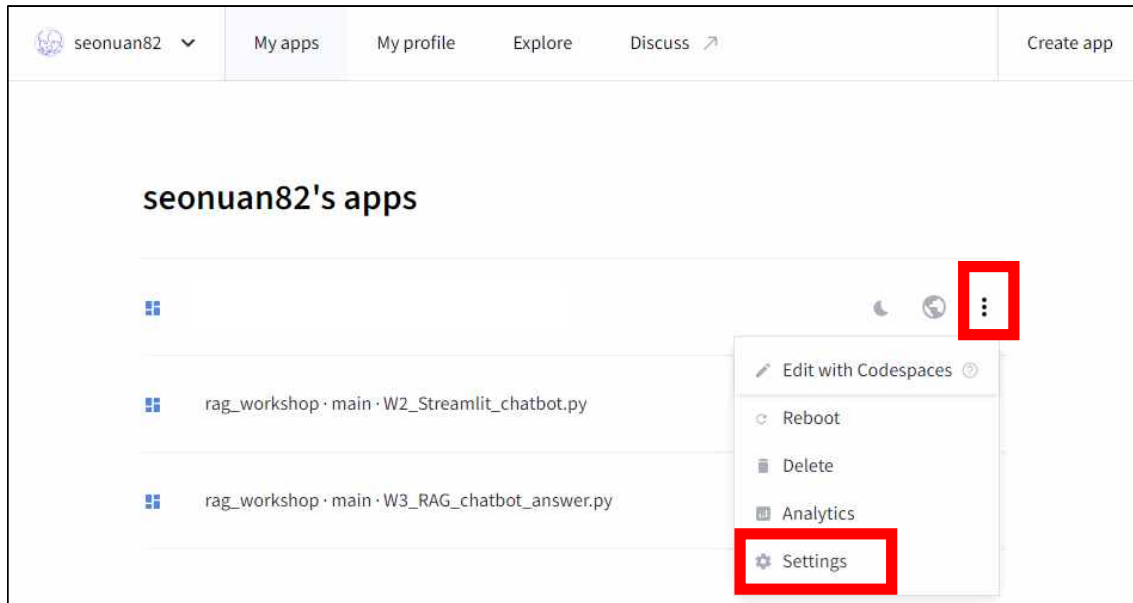 seonuan82 My apps My profile Explore Discuss Create app
seonuan82's apps
Edit with Codespaces
rag_workshop · main · W2_Streamlit_chatbot.py
Reboot
Delete
rag_workshop · main · W3_RAG_chatbot_answer.py
Analytics
Settings